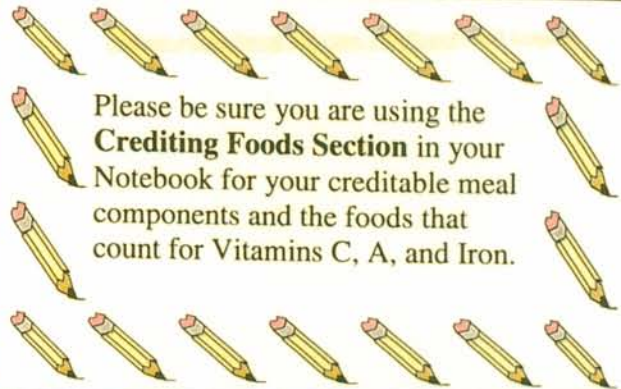 Please be sure you are using the
Crediting Foods Section in your
Notebook for your creditable meal
components and the foods that
count for Vitamins C, A, and Iron.